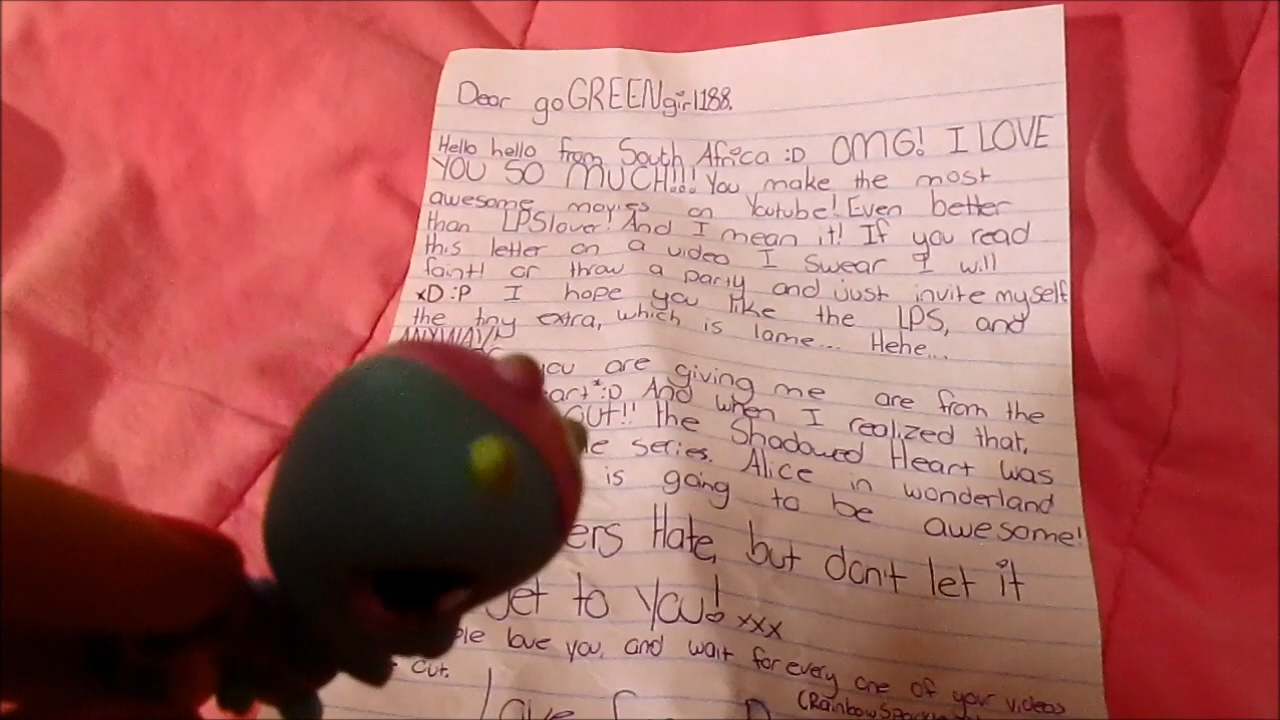 Dear goGREENgirl188.
Hello hello from South Africa :D OMG! I LOVE
YOU SO MUCH!!! You make the most
awesome movies on Youtube! Even better
than LPSlover! And I mean it! If you read
this letter on a video I swear I will
faint! or throw a party and just invite myself
xD :P I hope you like the LPS, and
the tiny extra, which is lame... Hehe...
ANYWAY
you are giving me are from the
:D And when I realized that,
OUT!! The Shadowed Heart was
series. Alice in wonderland
is going to be awesome!
Hate, but don't let it
get to you! xxx
love you, and wait for every one of your videos
Love